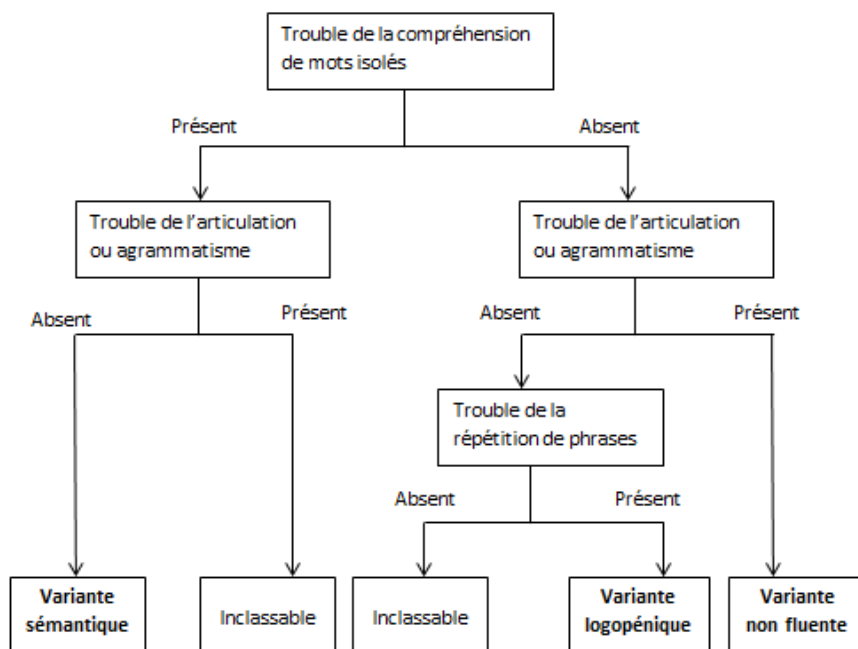 Trouble de la compréhension
de mots isolés
Présent
Absent
Trouble de l'articulation
ou agrammatisme
Trouble de l'articulation
ou agrammatisme
Absent
Présent
Absent
Présent
Trouble de la
répétition de phrases
Absent
Présent
Variante
sémantique
Inclassable
Inclassable
Variante
logopénique
Variante
non fluente